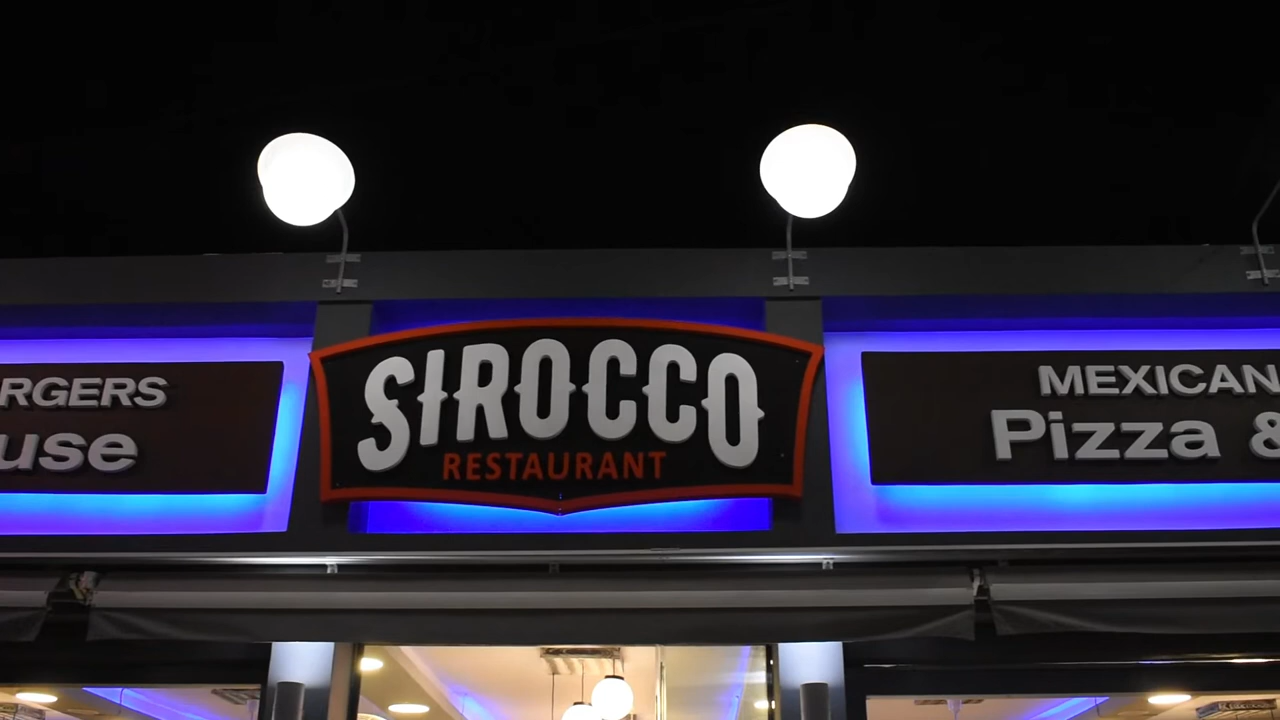 RGERS
use
SIROCCO
RESTAURANT
MEXICAN
Pizza &